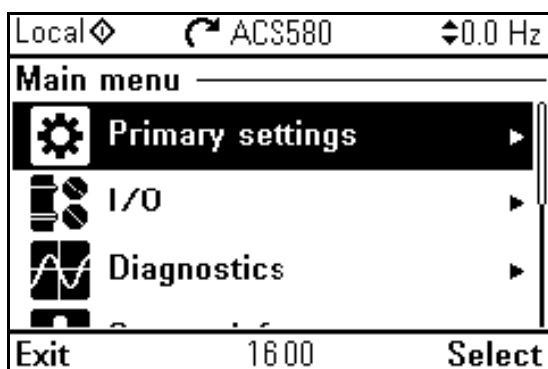 Local ACS580 0.0 Hz
Main menu
Primary settings
I/O
Diagnostics
Exit 16:00 Select